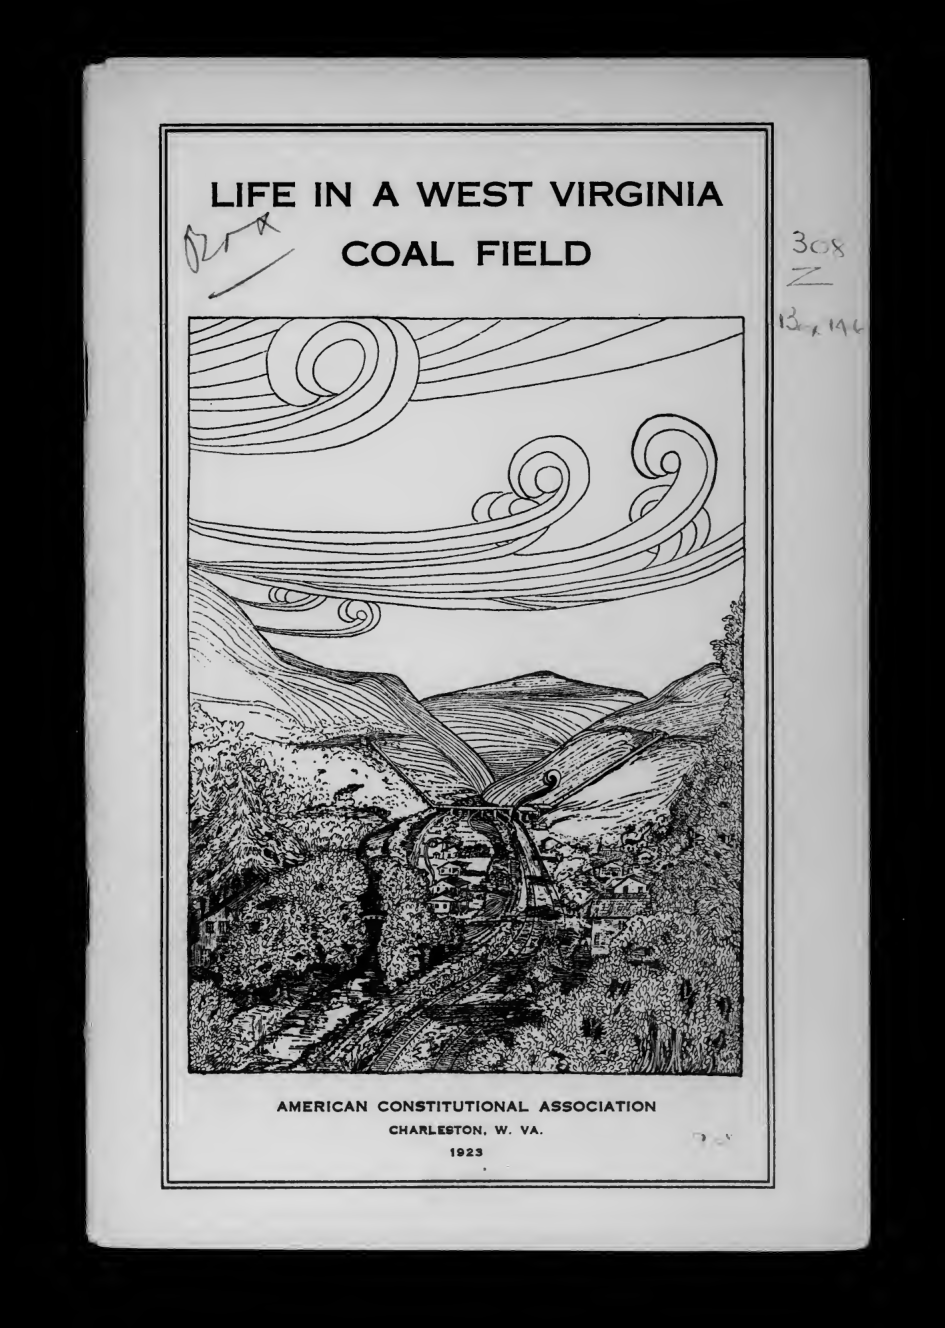 LIFE IN A WEST VIRGINIA
COAL FIELD
308
Z
AMERICAN CONSTITUTIONAL ASSOCIATION
CHARLESTON, W. VA.
1923